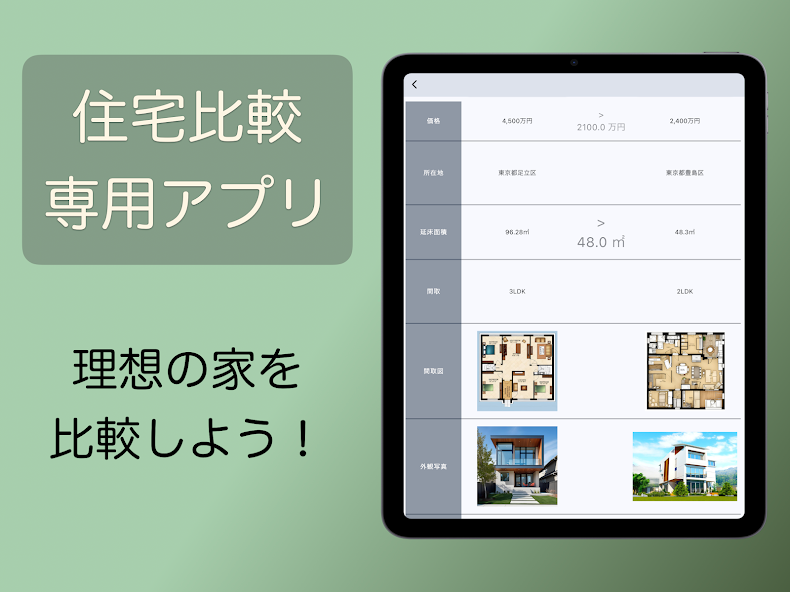 住宅比較
専用アプリ
理想の家を
比較しよう！
価格
4,500万円
>
2100.0 万円
2,400万円
所在地
東京都足立区
東京都豊島区
延床面積
96.28㎡
>
48.0 ㎡
48.3㎡
間取
3LDK
2LDK
間取図
外観写真